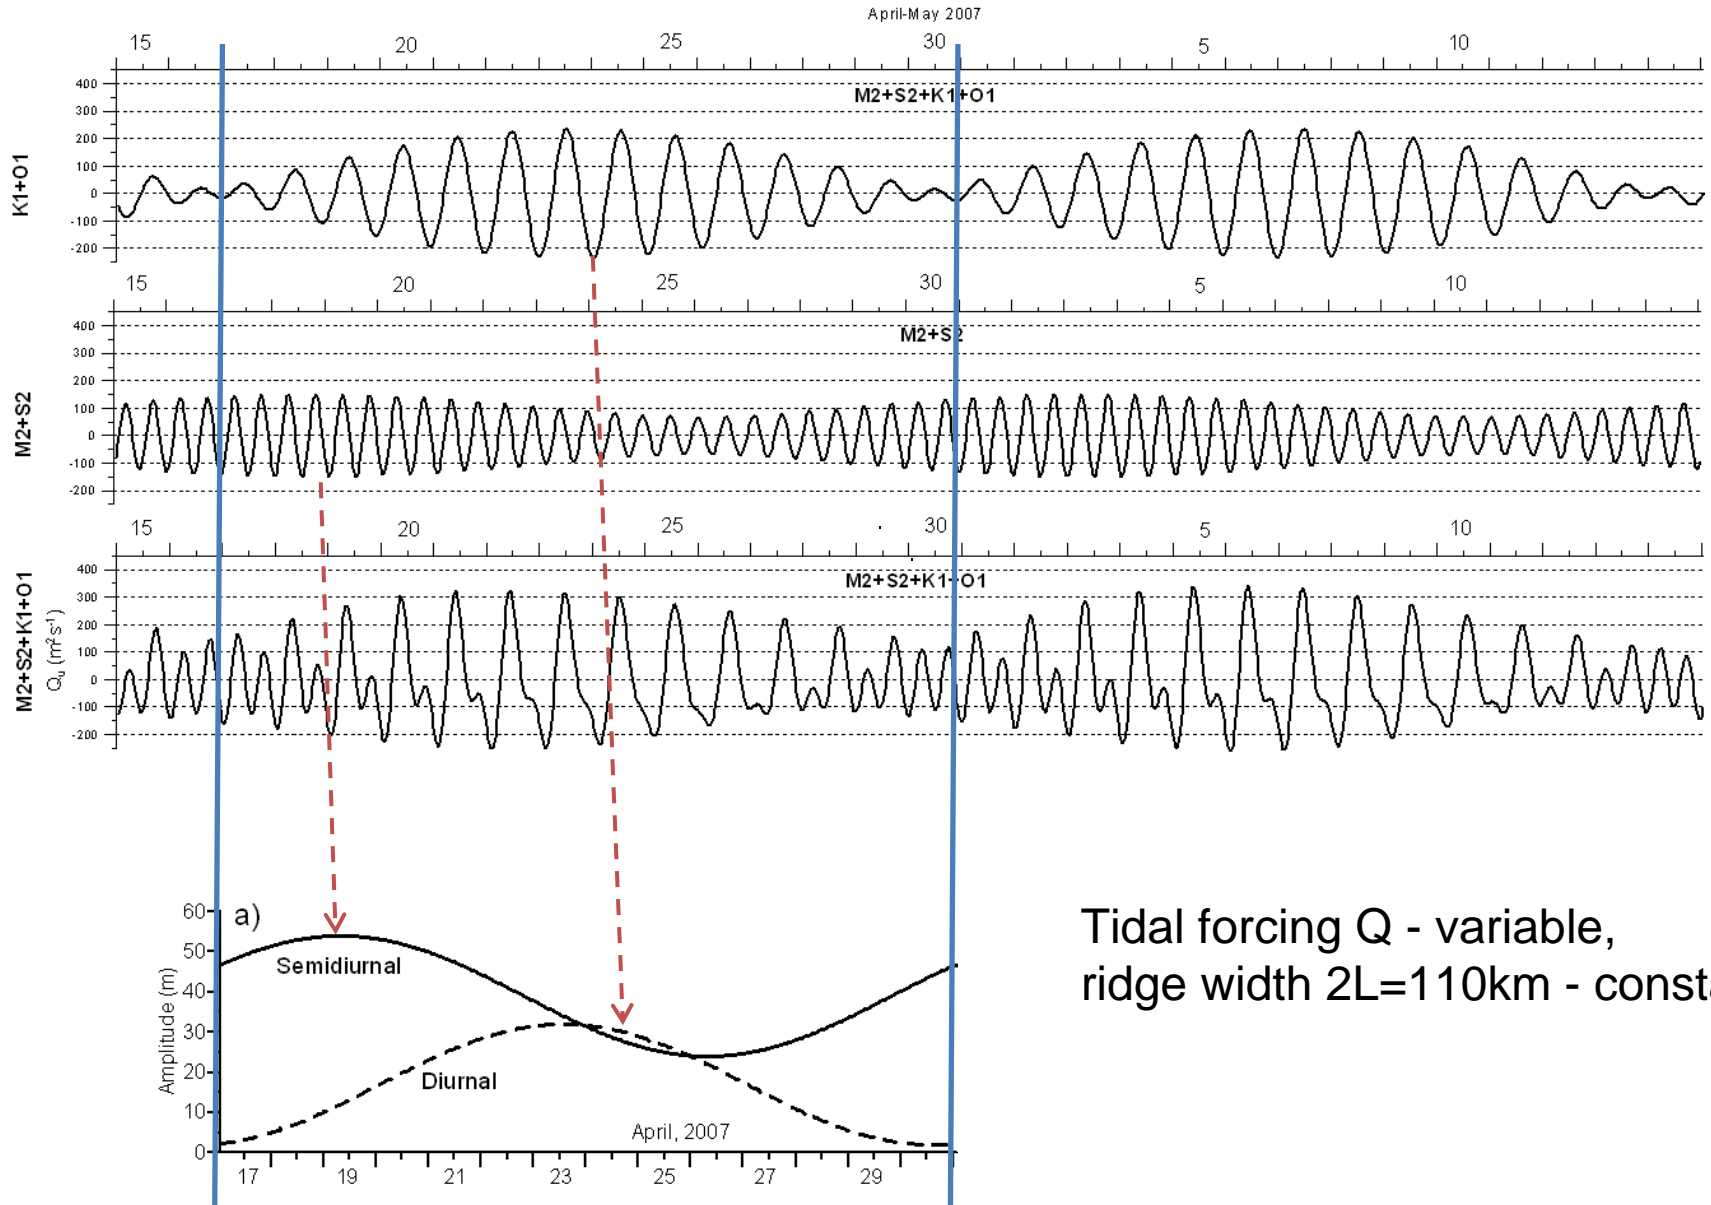 April-May 2007
15 20 25 30 5 10
M2+S2+K1+O1
400
300
200
100
0
-100
-200
K1+O1
15 20 25 30 5 10
M2+S2
400
300
200
100
0
-100
-200
M2+S2
15 20 25 30 5 10
M2+S2+K1+O1
400
300
200
100
0
-100
-200
M2+S2+K1+O1
Qu (m²s⁻¹)
a)
60
50
40
30
20
10
0
Amplitude (m)
Semidiurnal
Diurnal
April, 2007
17 19 21 23 25 27 29
Tidal forcing Q - variable,
ridge width 2L=110km - consta